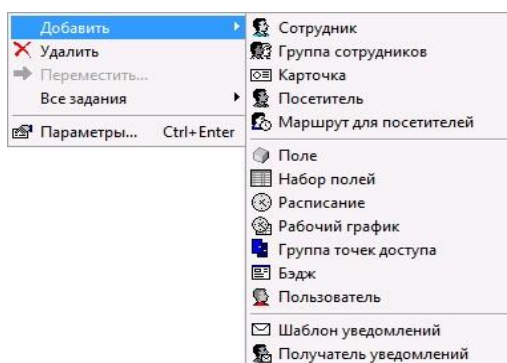 Добавить
Удалить
Переместить...
Все задания
Параметры... Ctrl+Enter
Сотрудник
Группа сотрудников
Карточка
Посетитель
Маршрут для посетителей
Поле
Набор полей
Расписание
Рабочий график
Группа точек доступа
Бэдж
Пользователь
Шаблон уведомлений
Получатель уведомлений